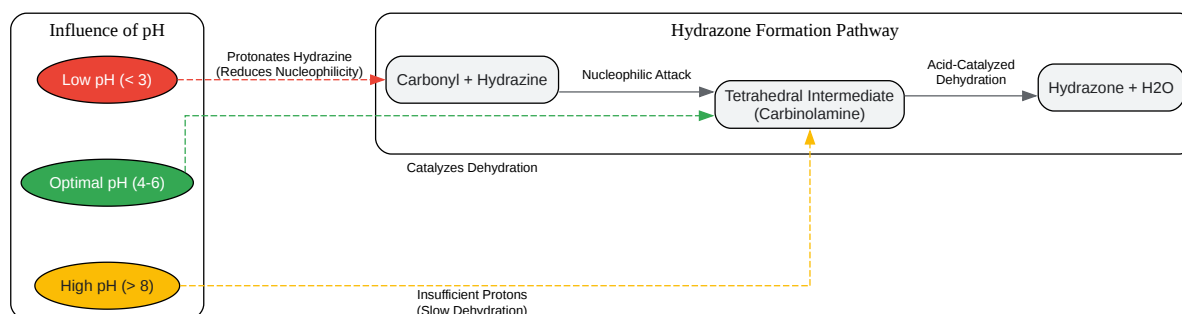 Influence of pH
Hydrazone Formation Pathway
Low pH (< 3)
Protonates Hydrazine
(Reduces Nucleophilicity)
Carbonyl + Hydrazine
Nucleophilic Attack
Tetrahedral Intermediate
(Carbinolamine)
Acid-Catalyzed
Dehydration
Hydrazone + H2O
Optimal pH (4-6)
Catalyzes Dehydration
High pH (> 8)
Insufficient Protons
(Slow Dehydration)